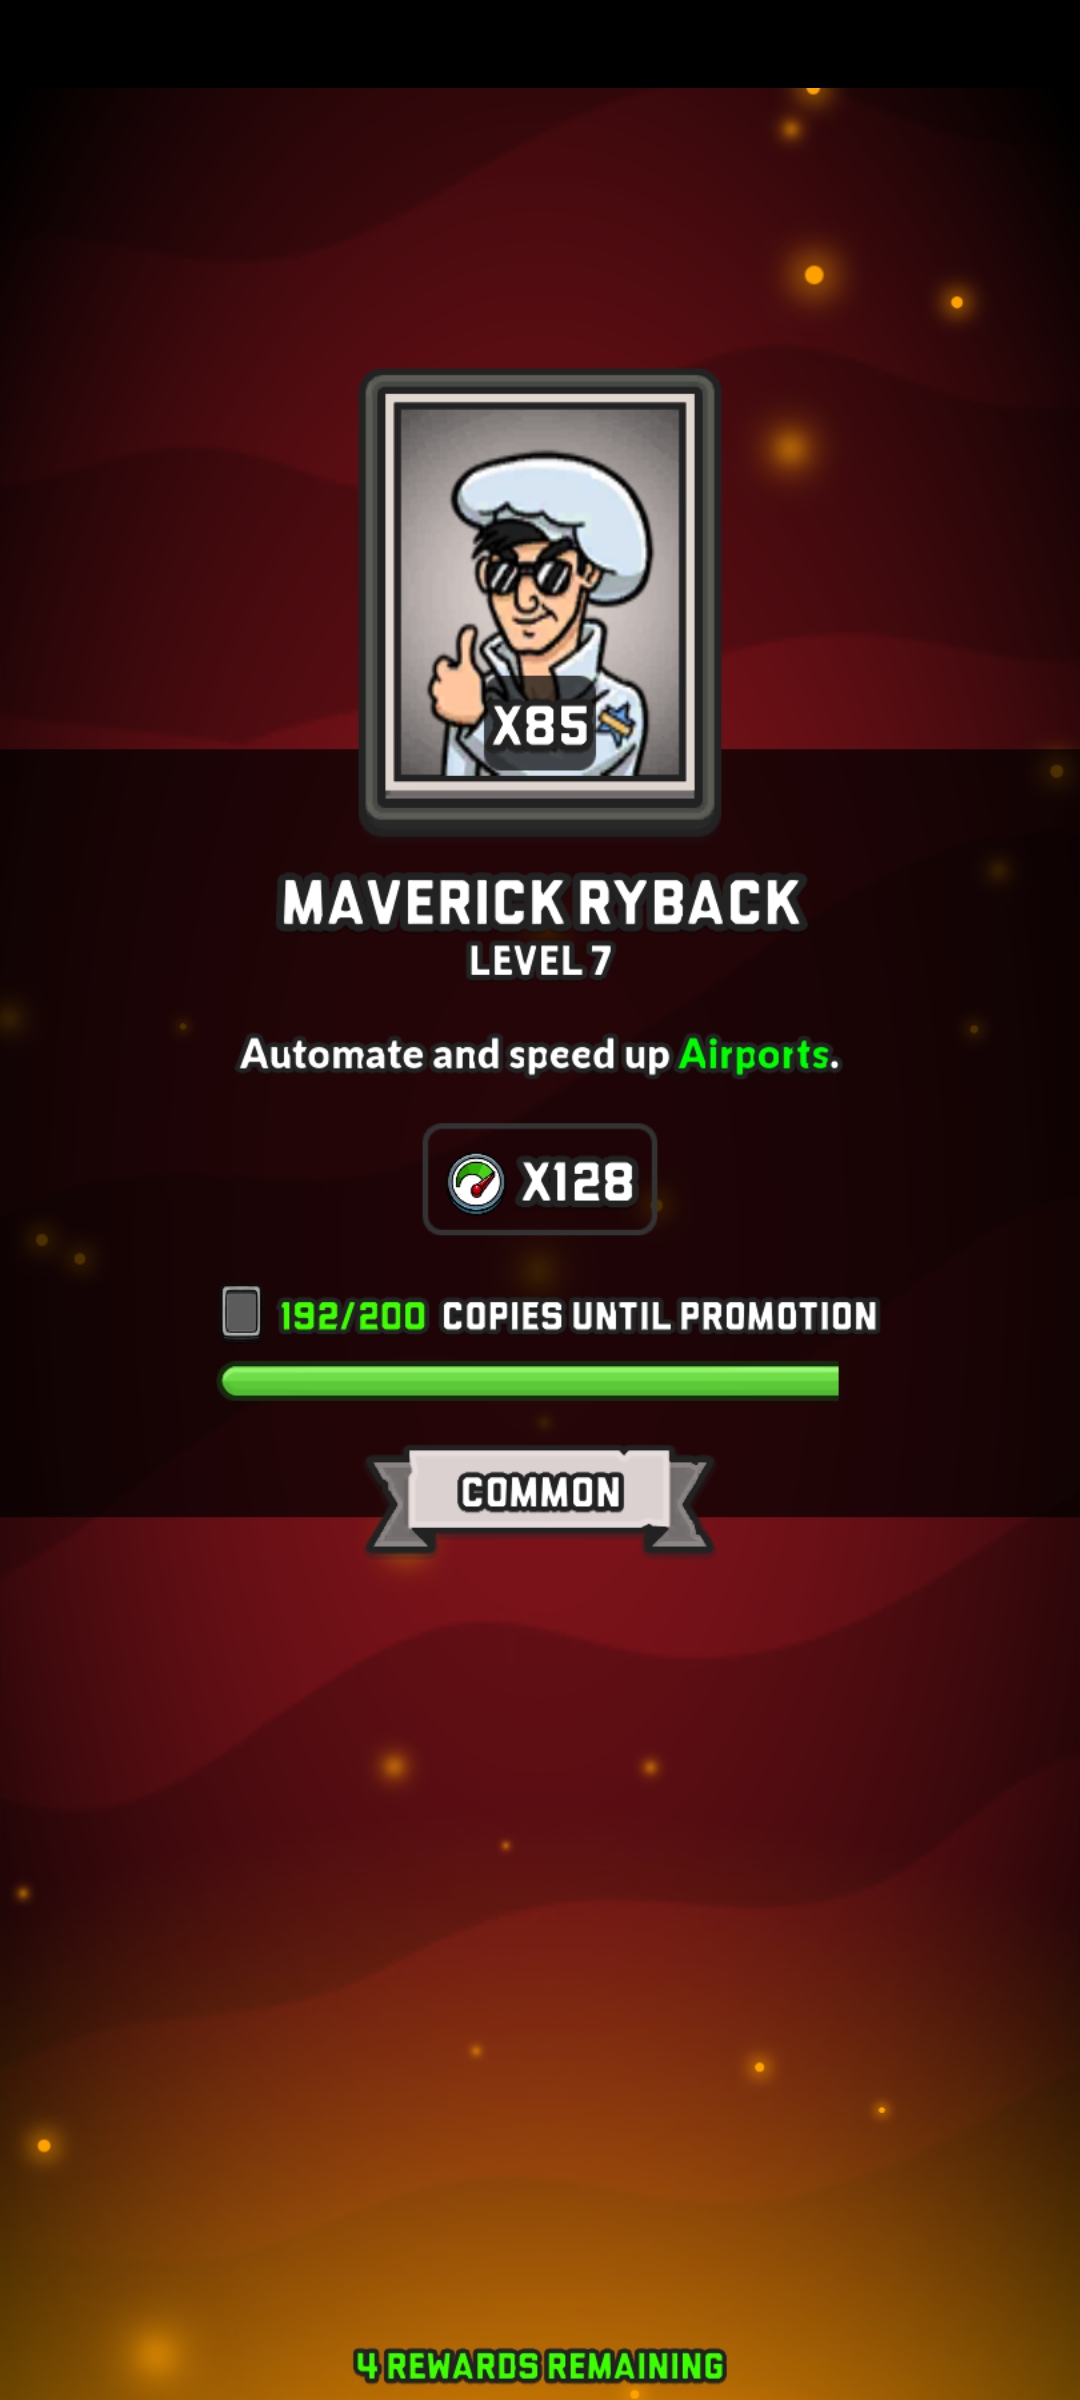 X85
MAVERICK RYBACK
LEVEL 7
Automate and speed up Airports.
X128
192/200 COPIES UNTIL PROMOTION
COMMON
4 REWARDS REMAINING